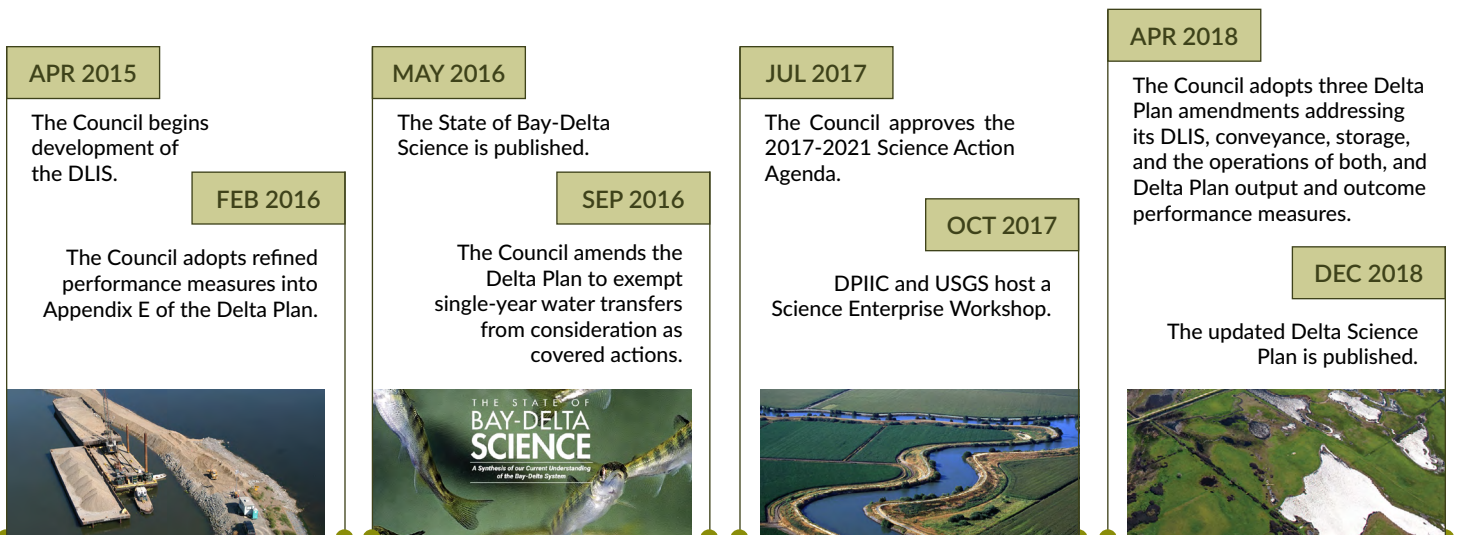 APR 2015
The Council begins
development of
the DLIS.
FEB 2016
The Council adopts refined
performance measures into
Appendix E of the Delta Plan.
MAY 2016
The State of Bay-Delta
Science is published.
SEP 2016
The Council amends the
Delta Plan to exempt
single-year water transfers
from consideration as
covered actions.
THE STATE OF
BAY-DELTA
SCIENCE
A Synthesis of our Current Understanding
of the Bay-Delta System
JUL 2017
The Council approves the
2017-2021 Science Action
Agenda.
OCT 2017
DPIIC and USGS host a
Science Enterprise Workshop.
APR 2018
The Council adopts three Delta
Plan amendments addressing
its DLIS, conveyance, storage,
and the operations of both, and
Delta Plan output and outcome
performance measures.
DEC 2018
The updated Delta Science
Plan is published.